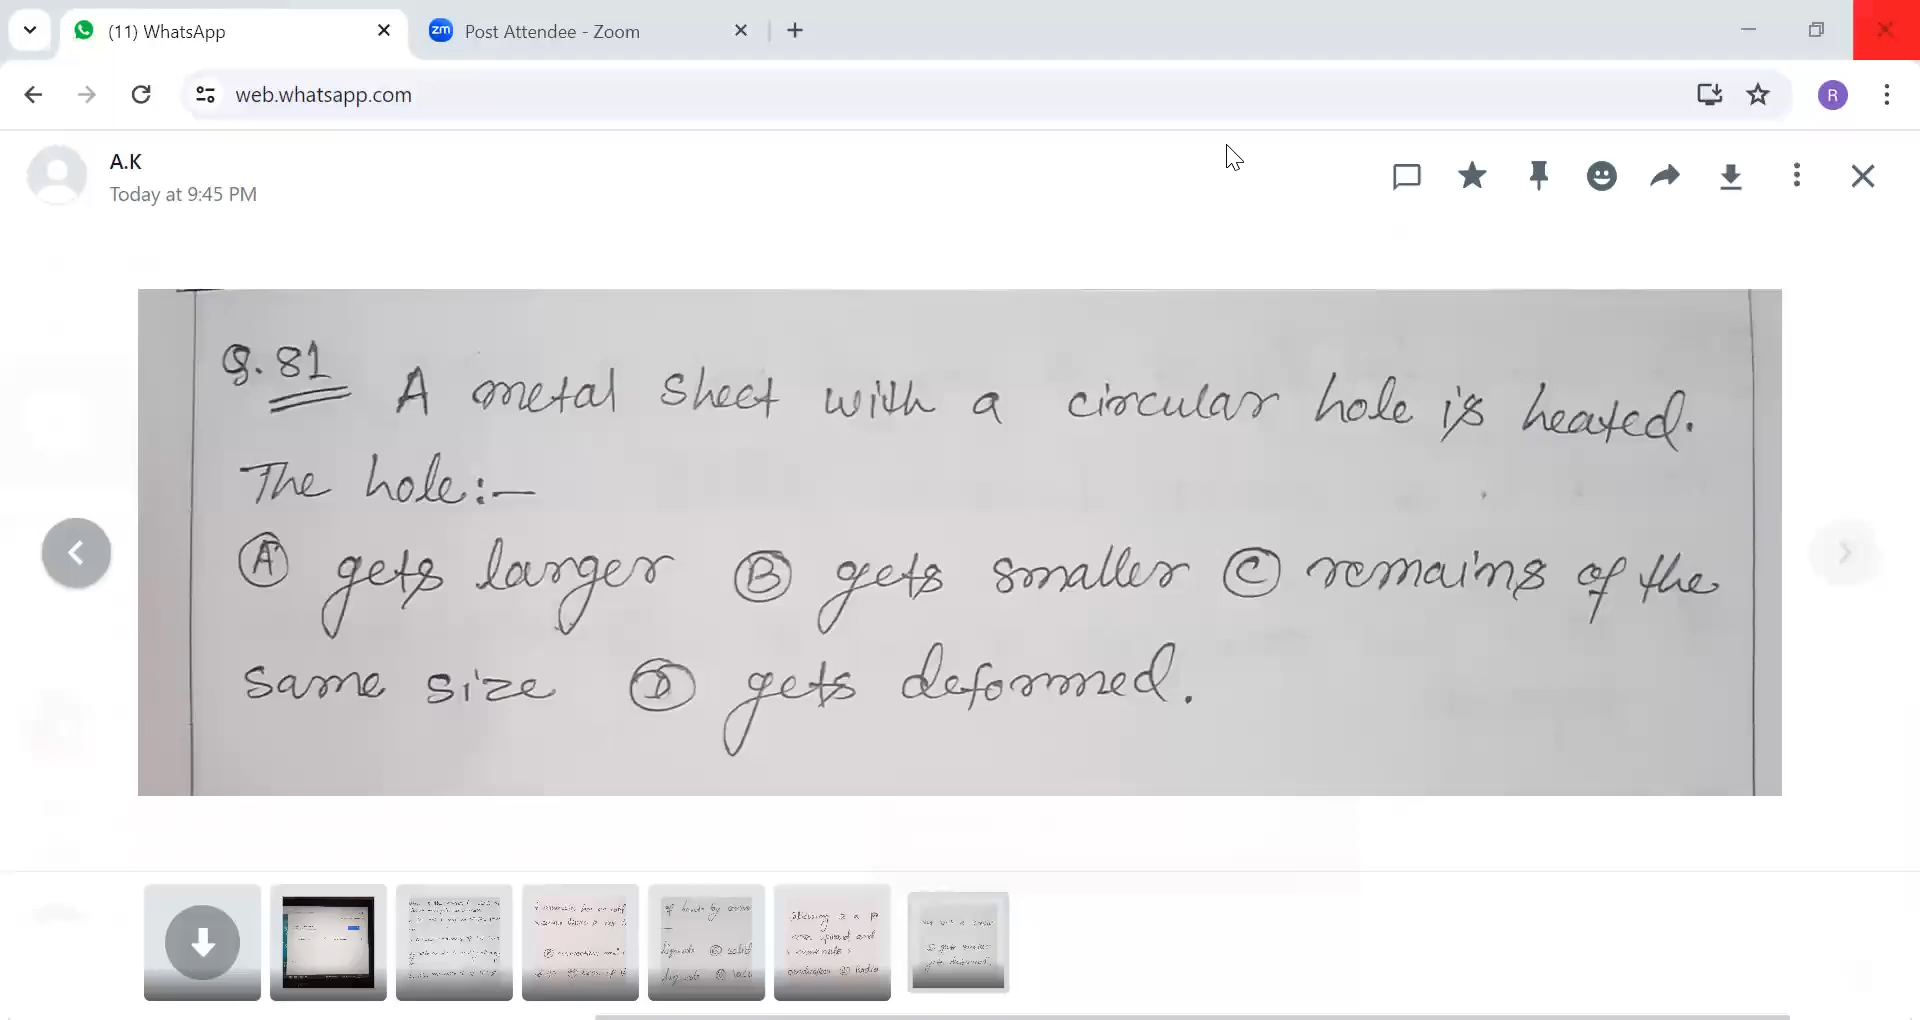 (11) WhatsApp
Post Attendee - Zoom
web.whatsapp.com
R
A.K
Today at 9:45 PM
Q.81 A metal sheet with a circular hole is heated.
The hole:—
(A) gets larger (B) gets smaller (C) remains of the
same size (D) gets deformed.